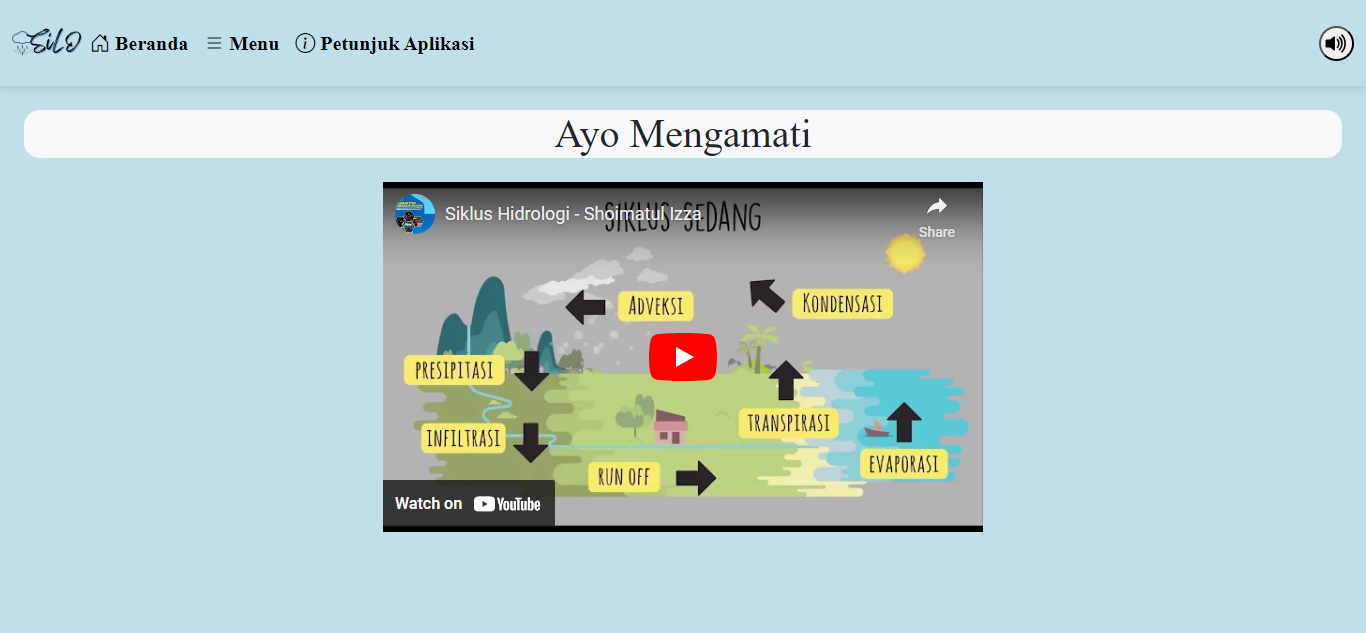 SiLO Beranda Menu Petunjuk Aplikasi
Ayo Mengamati
Siklus Hidrologi - Shoimatul Izza
SIKLUS SEDANG
Share
ADVEKSI
KONDENSASI
PRESIPITASI
TRANSPIRASI
INFILTRASI
EVAPORASI
RUN OFF
Watch on YouTube